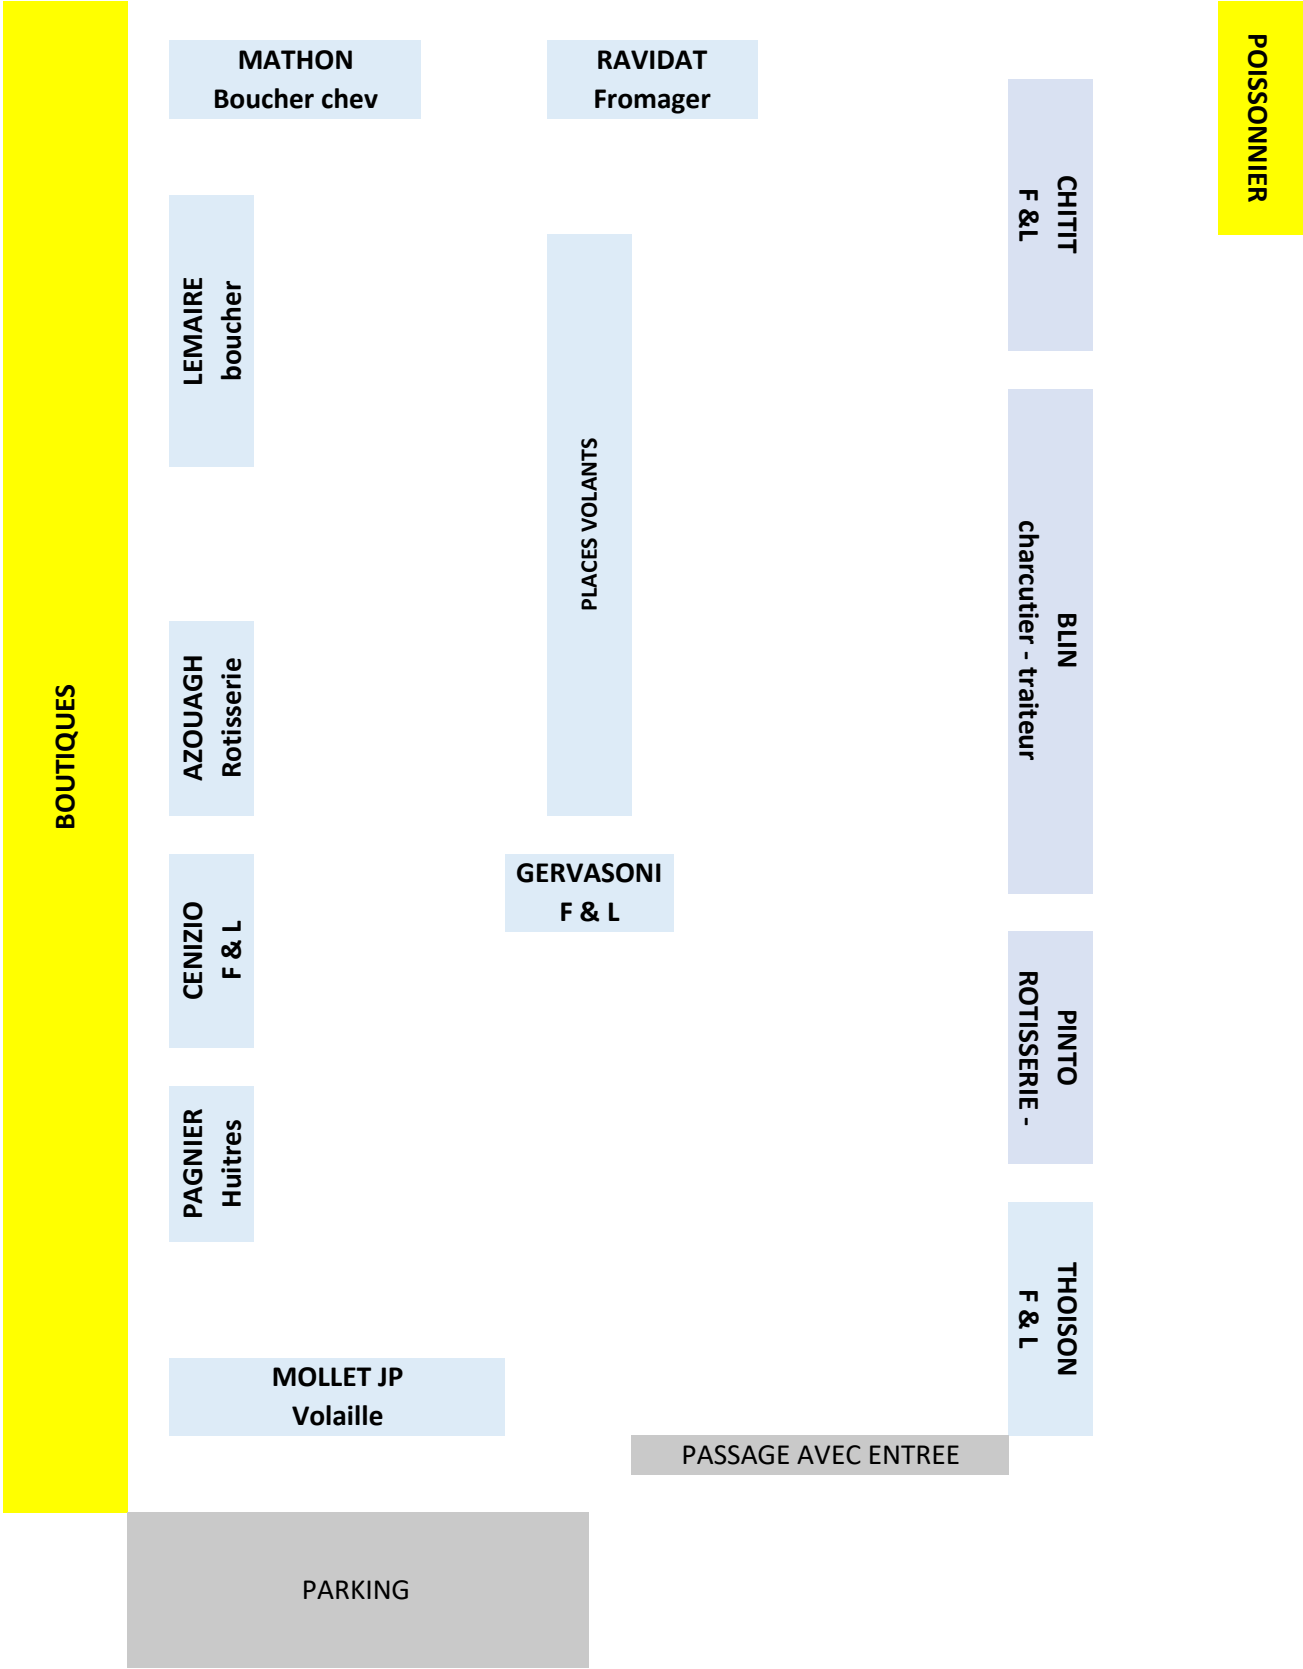 BOUTIQUES
MATHON
Boucher chev
RAVIDAT
Fromager
POISSONNIER
CHITIT
F &L
LEMAIRE
boucher
PLACES VOLANTS
BLIN
charcutier - traiteur
AZOUAGH
Rotisserie
CENIZIO
F & L
GERVASONI
F & L
PINTO
ROTISSERIE -
PAGNIER
Huitres
THOISON
F & L
MOLLET JP
Volaille
PASSAGE AVEC ENTREE
PARKING